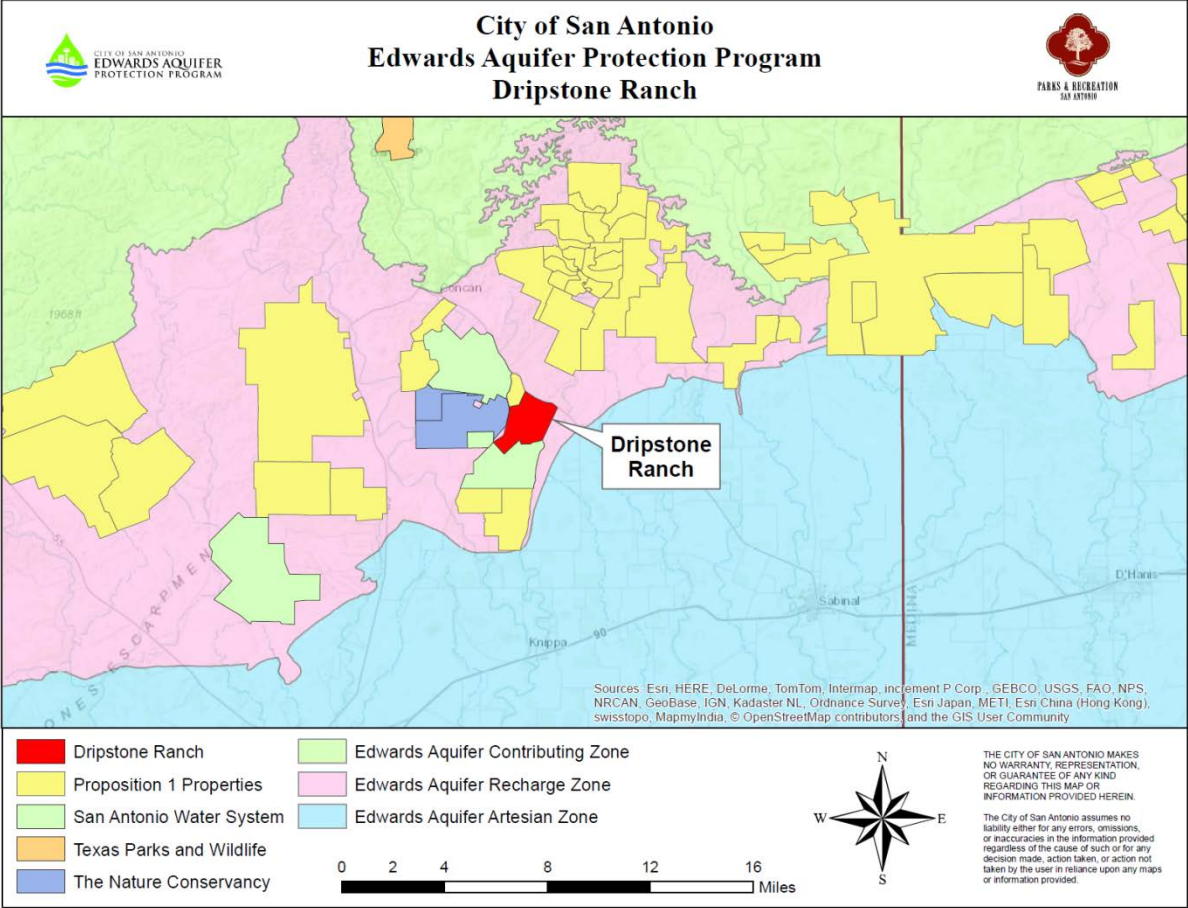 CITY OF SAN ANTONIO
EDWARDS AQUIFER
PROTECTION PROGRAM
City of San Antonio
Edwards Aquifer Protection Program
Dripstone Ranch
PARKS & RECREATION
SAN ANTONIO
Concan
1968ft
Dripstone
Ranch
55
ONES ESCARPMEN
D'Hanis
Sabinal
MEDINA
Knippa
90
Sources: Esri, HERE, DeLorme, TomTom, Intermap, increment P Corp., GEBCO, USGS, FAO, NPS,
NRCAN, GeoBase, IGN, Kadaster NL, Ordnance Survey, Esri Japan, METI, Esri China (Hong Kong),
swisstopo, MapmyIndia, © OpenStreetMap contributors, and the GIS User Community
Dripstone Ranch
Proposition 1 Properties
San Antonio Water System
Texas Parks and Wildlife
The Nature Conservancy
Edwards Aquifer Contributing Zone
Edwards Aquifer Recharge Zone
Edwards Aquifer Artesian Zone
0 4 8 12 16
Miles
N
W E
S
THE CITY OF SAN ANTONIO MAKES
NO WARRANTY, REPRESENTATION,
OR GUARANTEE OF ANY KIND
REGARDING THIS MAP OR
INFORMATION PROVIDED HEREIN.
The City of San Antonio assumes no
liability either for any errors, omissions,
or inaccuracies in the information provided
regardless of the cause of such or for any
decision made, action taken, or action not
taken by the user in reliance upon any maps
or information provided.